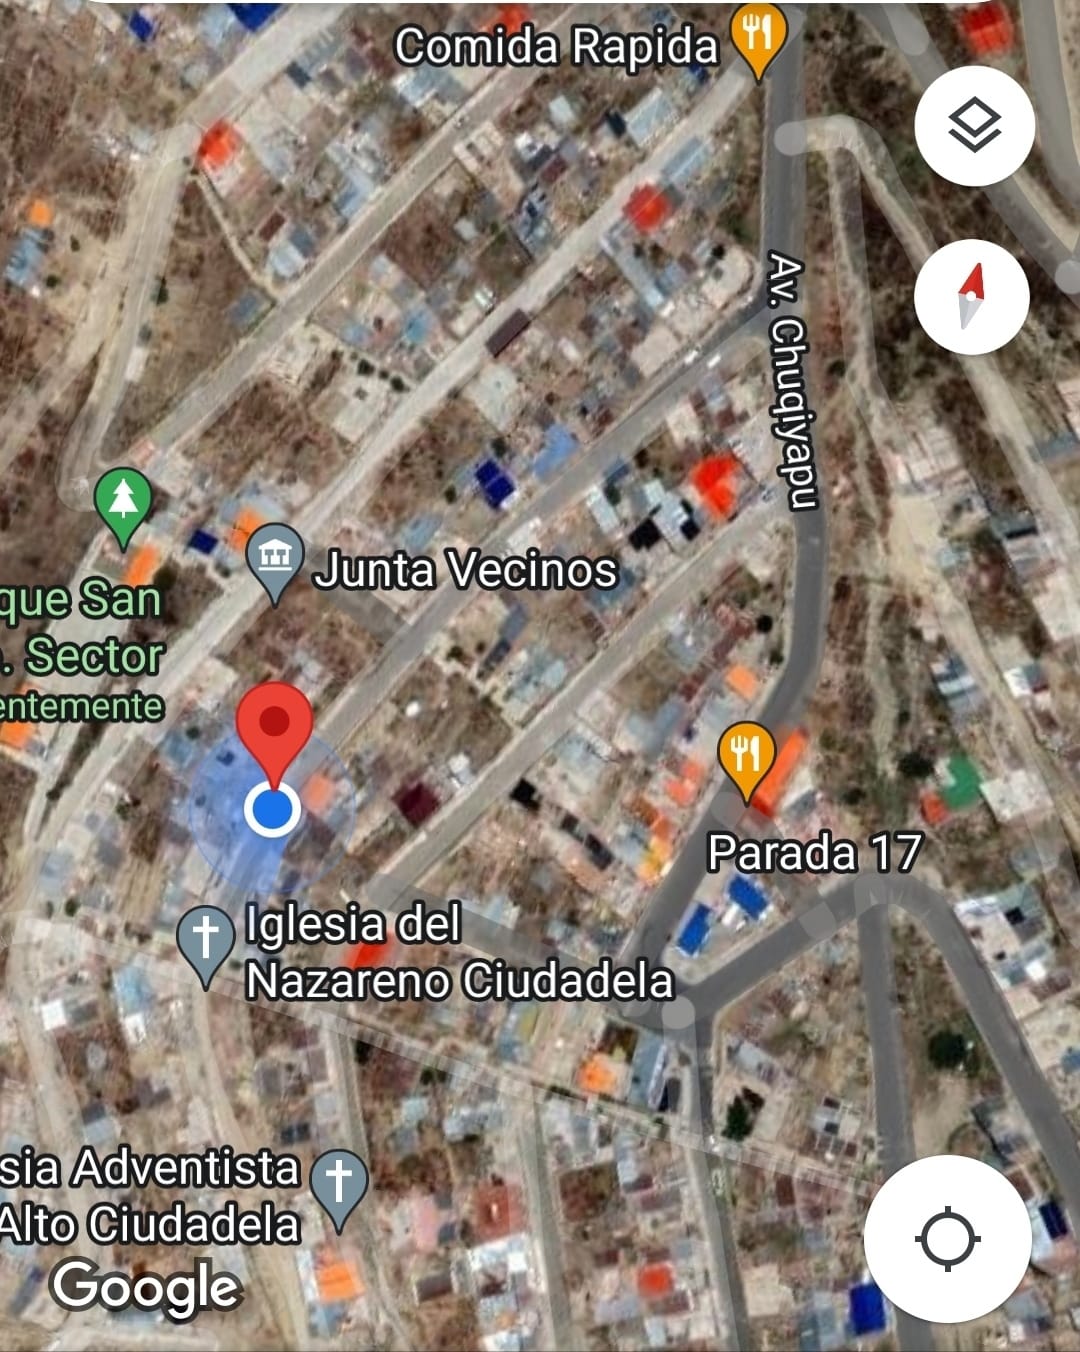 Comida Rapida
Av. Chuqiyapu
Junta Vecinos
que San
. Sector
entemente
Parada 17
Iglesia del
Nazareno Ciudadela
sia Adventista
Alto Ciudadela
Google